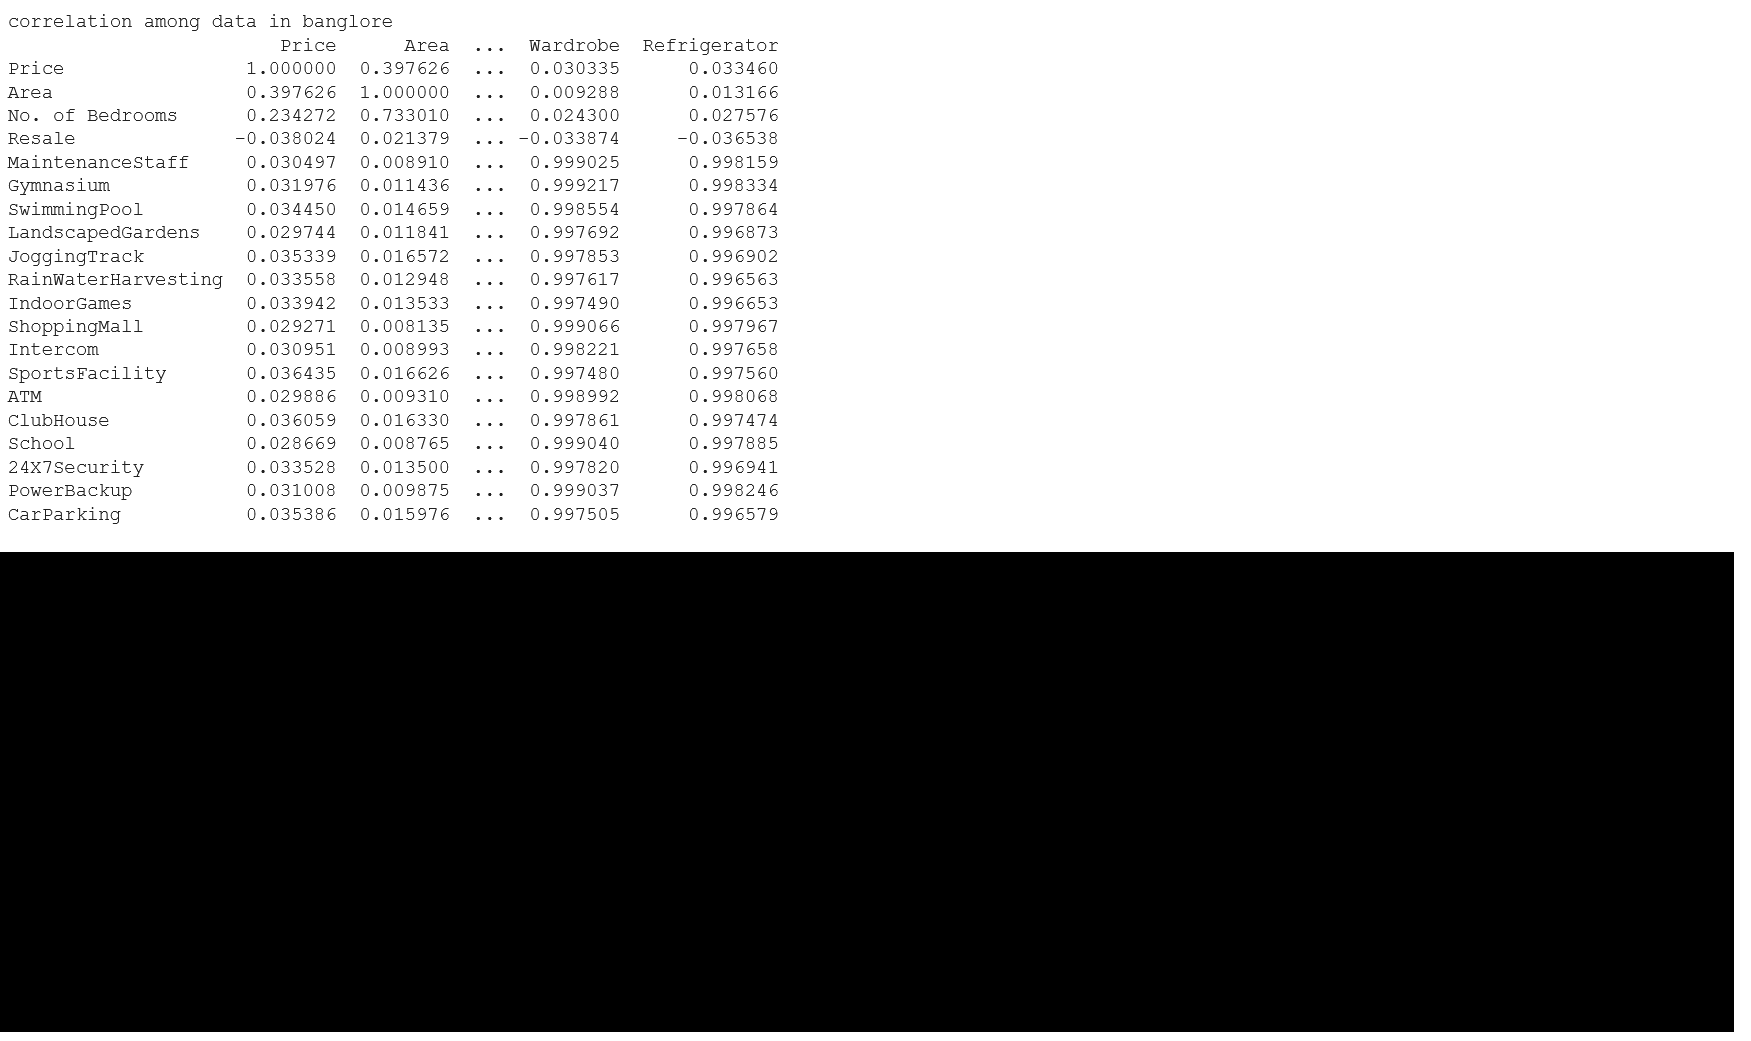 correlation among data in banglore
Price Area ... Wardrobe Refrigerator
Price 1.000000 0.397626 ... 0.030335 0.033460
Area 0.397626 1.000000 ... 0.009288 0.013166
No. of Bedrooms 0.234272 0.733010 ... 0.024300 0.027576
Resale -0.038024 0.021379 ... -0.033874 -0.036538
MaintenanceStaff 0.030497 0.008910 ... 0.999025 0.998159
Gymnasium 0.031976 0.011436 ... 0.999217 0.998334
SwimmingPool 0.034450 0.014659 ... 0.998554 0.997864
LandscapedGardens 0.029744 0.011841 ... 0.997692 0.996873
JoggingTrack 0.035339 0.016572 ... 0.997853 0.996902
RainWaterHarvesting 0.033558 0.012948 ... 0.997617 0.996563
IndoorGames 0.033942 0.013533 ... 0.997490 0.996653
ShoppingMall 0.029271 0.008135 ... 0.999066 0.997967
Intercom 0.030951 0.008993 ... 0.998221 0.997658
SportsFacility 0.036435 0.016626 ... 0.997480 0.997560
ATM 0.029886 0.009310 ... 0.998992 0.998068
ClubHouse 0.036059 0.016330 ... 0.997861 0.997474
School 0.028669 0.008765 ... 0.999040 0.997885
24X7Security 0.033528 0.013500 ... 0.997820 0.996941
PowerBackup 0.031008 0.009875 ... 0.999037 0.998246
CarParking 0.035386 0.015976 ... 0.997505 0.996579